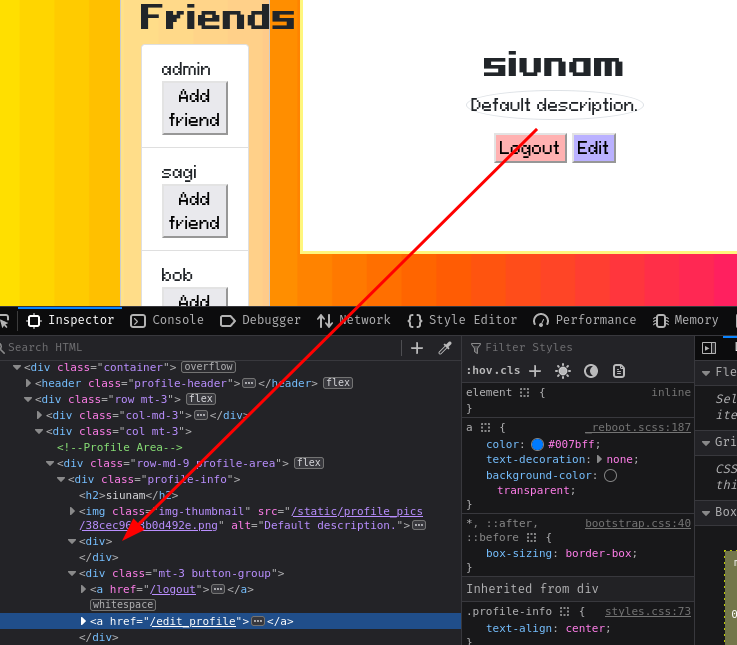 Friends
admin
Add
friend
sagi
Add
friend
bob
Add
siunam
Default description.
Logout Edit
Inspector Console Debugger Network Style Editor Performance Memory
Search HTML
<div class="container"> overflow
<header class="profile-header"> </header> flex
<div class="row mt-3"> flex
<div class="col-md-3"> </div>
<div class="col mt-3">
<!--Profile Area-->
<div class="row-md-9 profile-area"> flex
<div class="profile-info">
<h2>siunam</h2>
<img class="img-thumbnail" src="/static/profile_pics
alt="Default description.">
<div>
</div>
<div class="mt-3 button-group">
<a href="/logout"> </a>
whitespace
<a href="/edit_profile"> </a>
</div>
Filter Styles
:hov .cls
element { inline
}
a { _reboot.scss:187
color: #007bff;
text-decoration: none;
background-color:
transparent;
}
*, ::after, bootstrap.css:40
::before {
box-sizing: border-box;
}
Inherited from div
.profile-info { styles.css:73
text-align: center;
}
Fle
Sel
ite
Gri
CSS
thi
Box
m
0